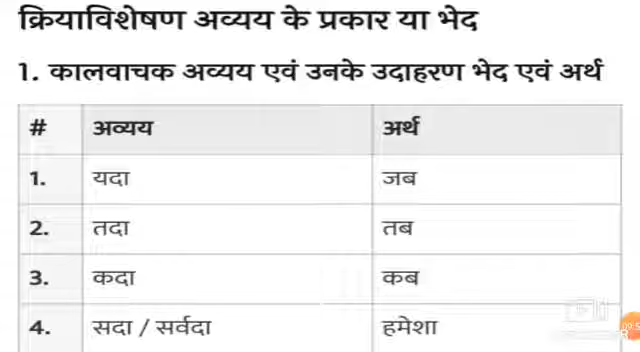 क्रियाविशेषण अव्यय के प्रकार या भेद
1. कालवाचक अव्यय एवं उनके उदाहरण भेद एवं अर्थ
# अव्यय अर्थ
1. यदा जब
2. तदा तब
3. कदा कब
4. सदा / सर्वदा हमेशा